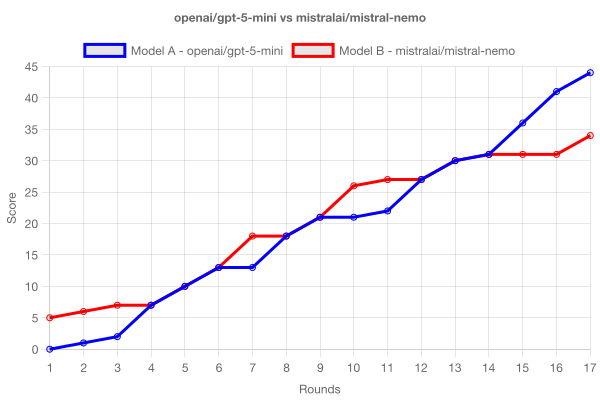 openai/gpt-5-mini vs mistralai/mistral-nemo
Model A - openai/gpt-5-mini Model B - mistralai/mistral-nemo
45
40
35
30
25
20
15
10
5
0
Score
1 2 3 4 5 6 7 8 9 10 11 12 13 14 15 16 17
Rounds